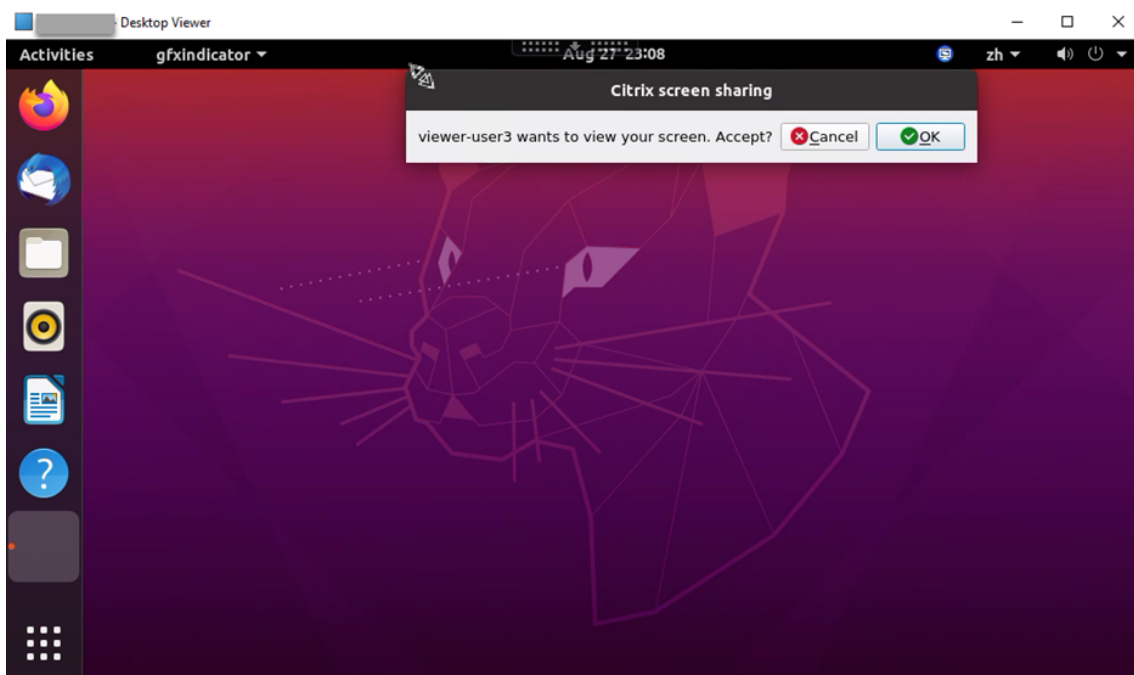 - Desktop Viewer
Activities gfxindicator Aug 27 23:08 zh
Citrix screen sharing
viewer-user3 wants to view your screen. Accept? Cancel OK
?